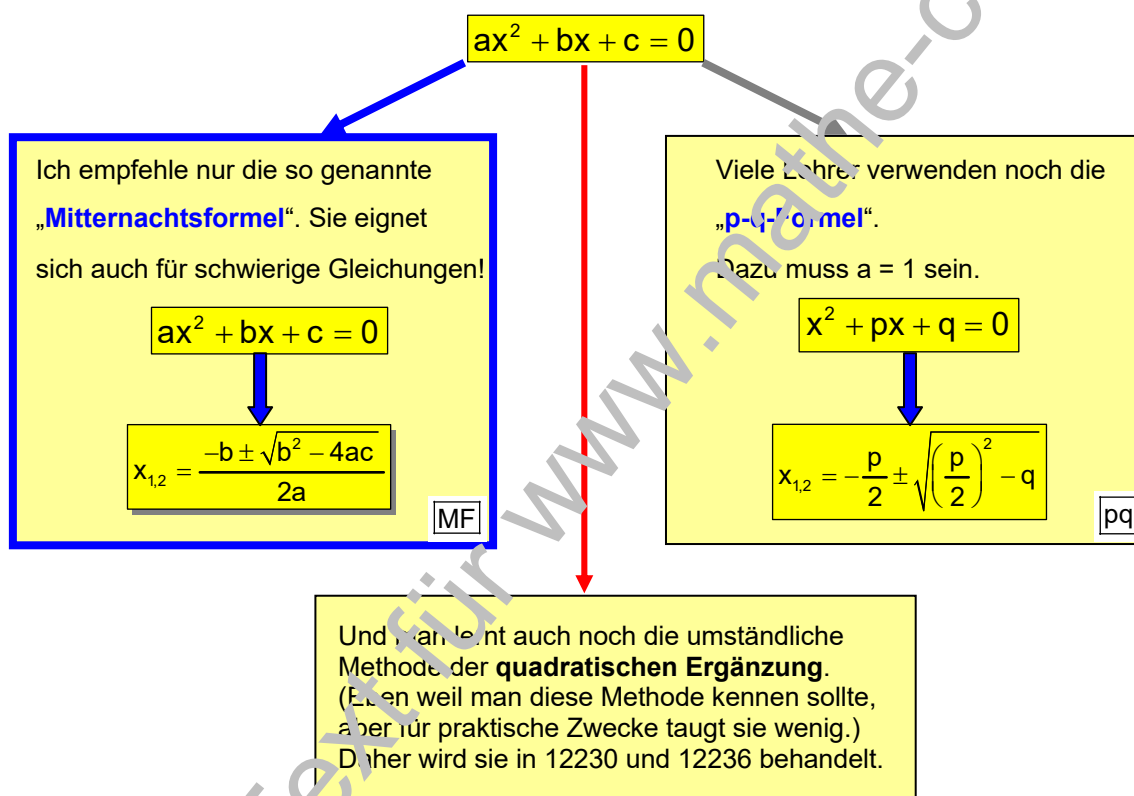 ax² + bx + c = 0
Ich empfehle nur die so genannte
„Mitternachtsformel“. Sie eignet
sich auch für schwierige Gleichungen!
ax² + bx + c = 0
x₁,₂ = (−b ± √(b² − 4ac)) / (2a)
MF
Viele Lehrer verwenden noch die
„p-q-Formel“.
Dazu muss a = 1 sein.
x² + px + q = 0
x₁,₂ = −p/2 ± √((p/2)² − q)
pq
Und man lernt auch noch die umständliche
Methode der quadratischen Ergänzung.
(Eben weil man diese Methode kennen sollte,
aber für praktische Zwecke taugt sie wenig.)
Daher wird sie in 12230 und 12236 behandelt.
für www.mathe-c